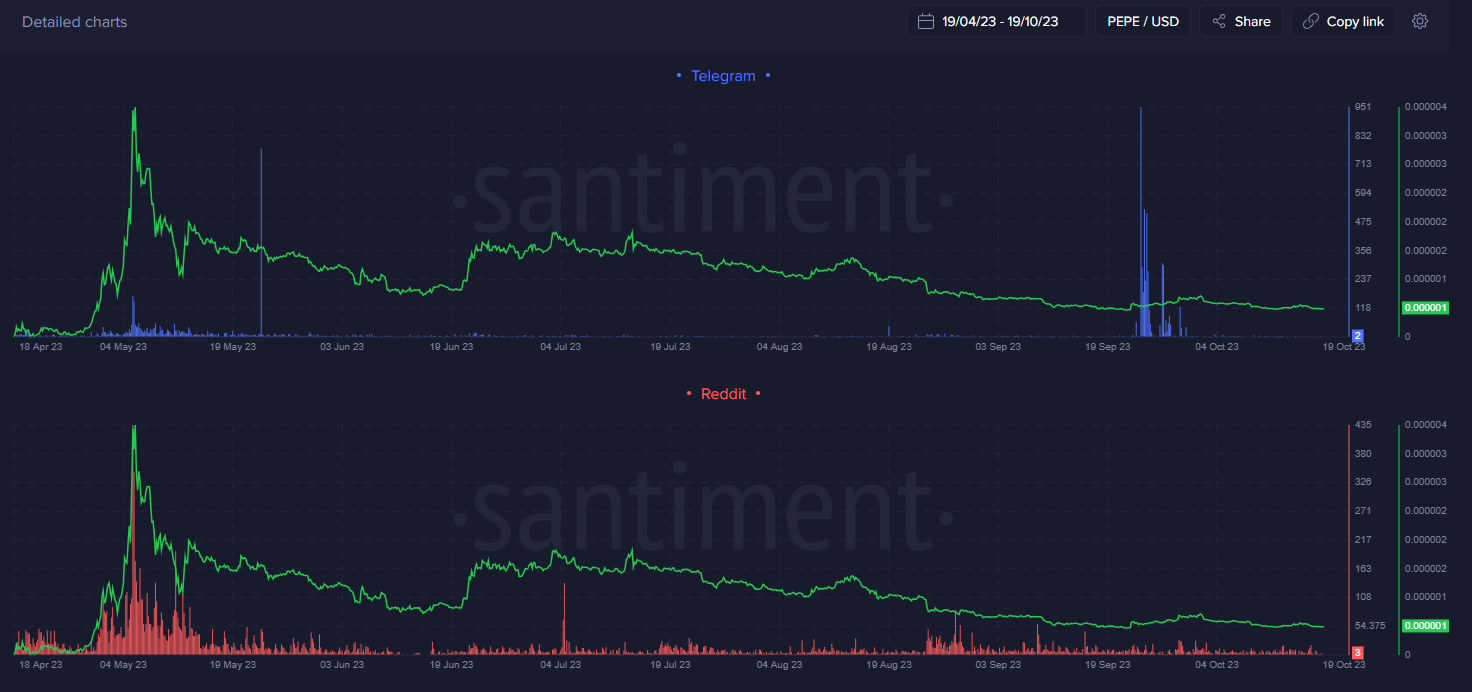 Detailed charts 19/04/23 - 19/10/23 PEPE / USD Share Copy link
• Telegram •
·santiment·
951 0.000004
832 0.000003
713 0.000003
594 0.000002
475 0.000002
356 0.000002
237 0.000001
118 0.000001
2 0
18 Apr 23 04 May 23 19 May 23 03 Jun 23 19 Jun 23 04 Jul 23 19 Jul 23 04 Aug 23 19 Aug 23 03 Sep 23 19 Sep 23 04 Oct 23 19 Oct 23
• Reddit •
·santiment·
435 0.000004
380 0.000003
326 0.000003
271 0.000002
217 0.000002
163 0.000002
108 0.000001
54.375 0.000001
3 0
18 Apr 23 04 May 23 19 May 23 03 Jun 23 19 Jun 23 04 Jul 23 19 Jul 23 04 Aug 23 19 Aug 23 03 Sep 23 19 Sep 23 04 Oct 23 19 Oct 23